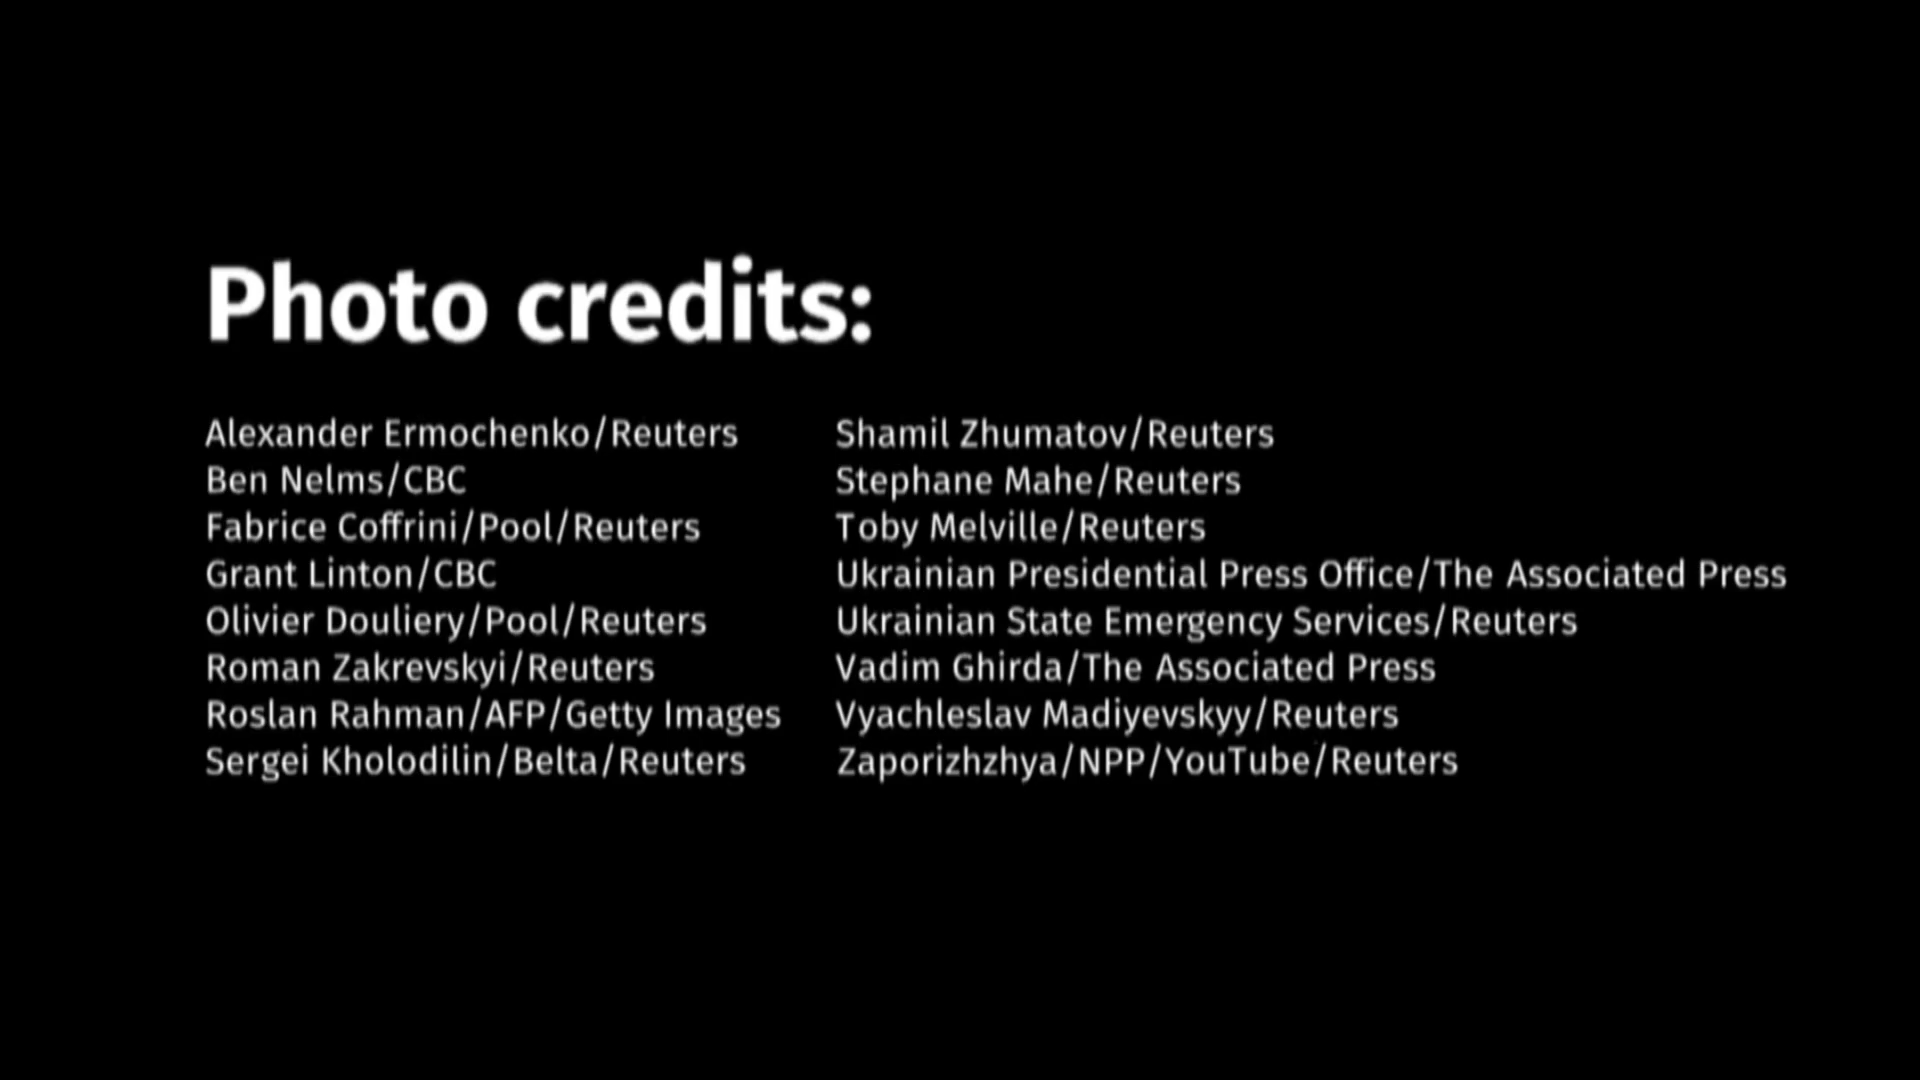 Photo credits:
Alexander Ermochenko/Reuters
Ben Nelms/CBC
Fabrice Coffrini/Pool/Reuters
Grant Linton/CBC
Olivier Douliery/Pool/Reuters
Roman Zakrevskyi/Reuters
Roslan Rahman/AFP/Getty Images
Sergei Kholodilin/Belta/Reuters
Shamil Zhumatov/Reuters
Stephane Mahe/Reuters
Toby Melville/Reuters
Ukrainian Presidential Press Office/The Associated Press
Ukrainian State Emergency Services/Reuters
Vadim Ghirda/The Associated Press
Vyachleslav Madiyevskyy/Reuters
Zaporizhzhya/NPP/YouTube/Reuters